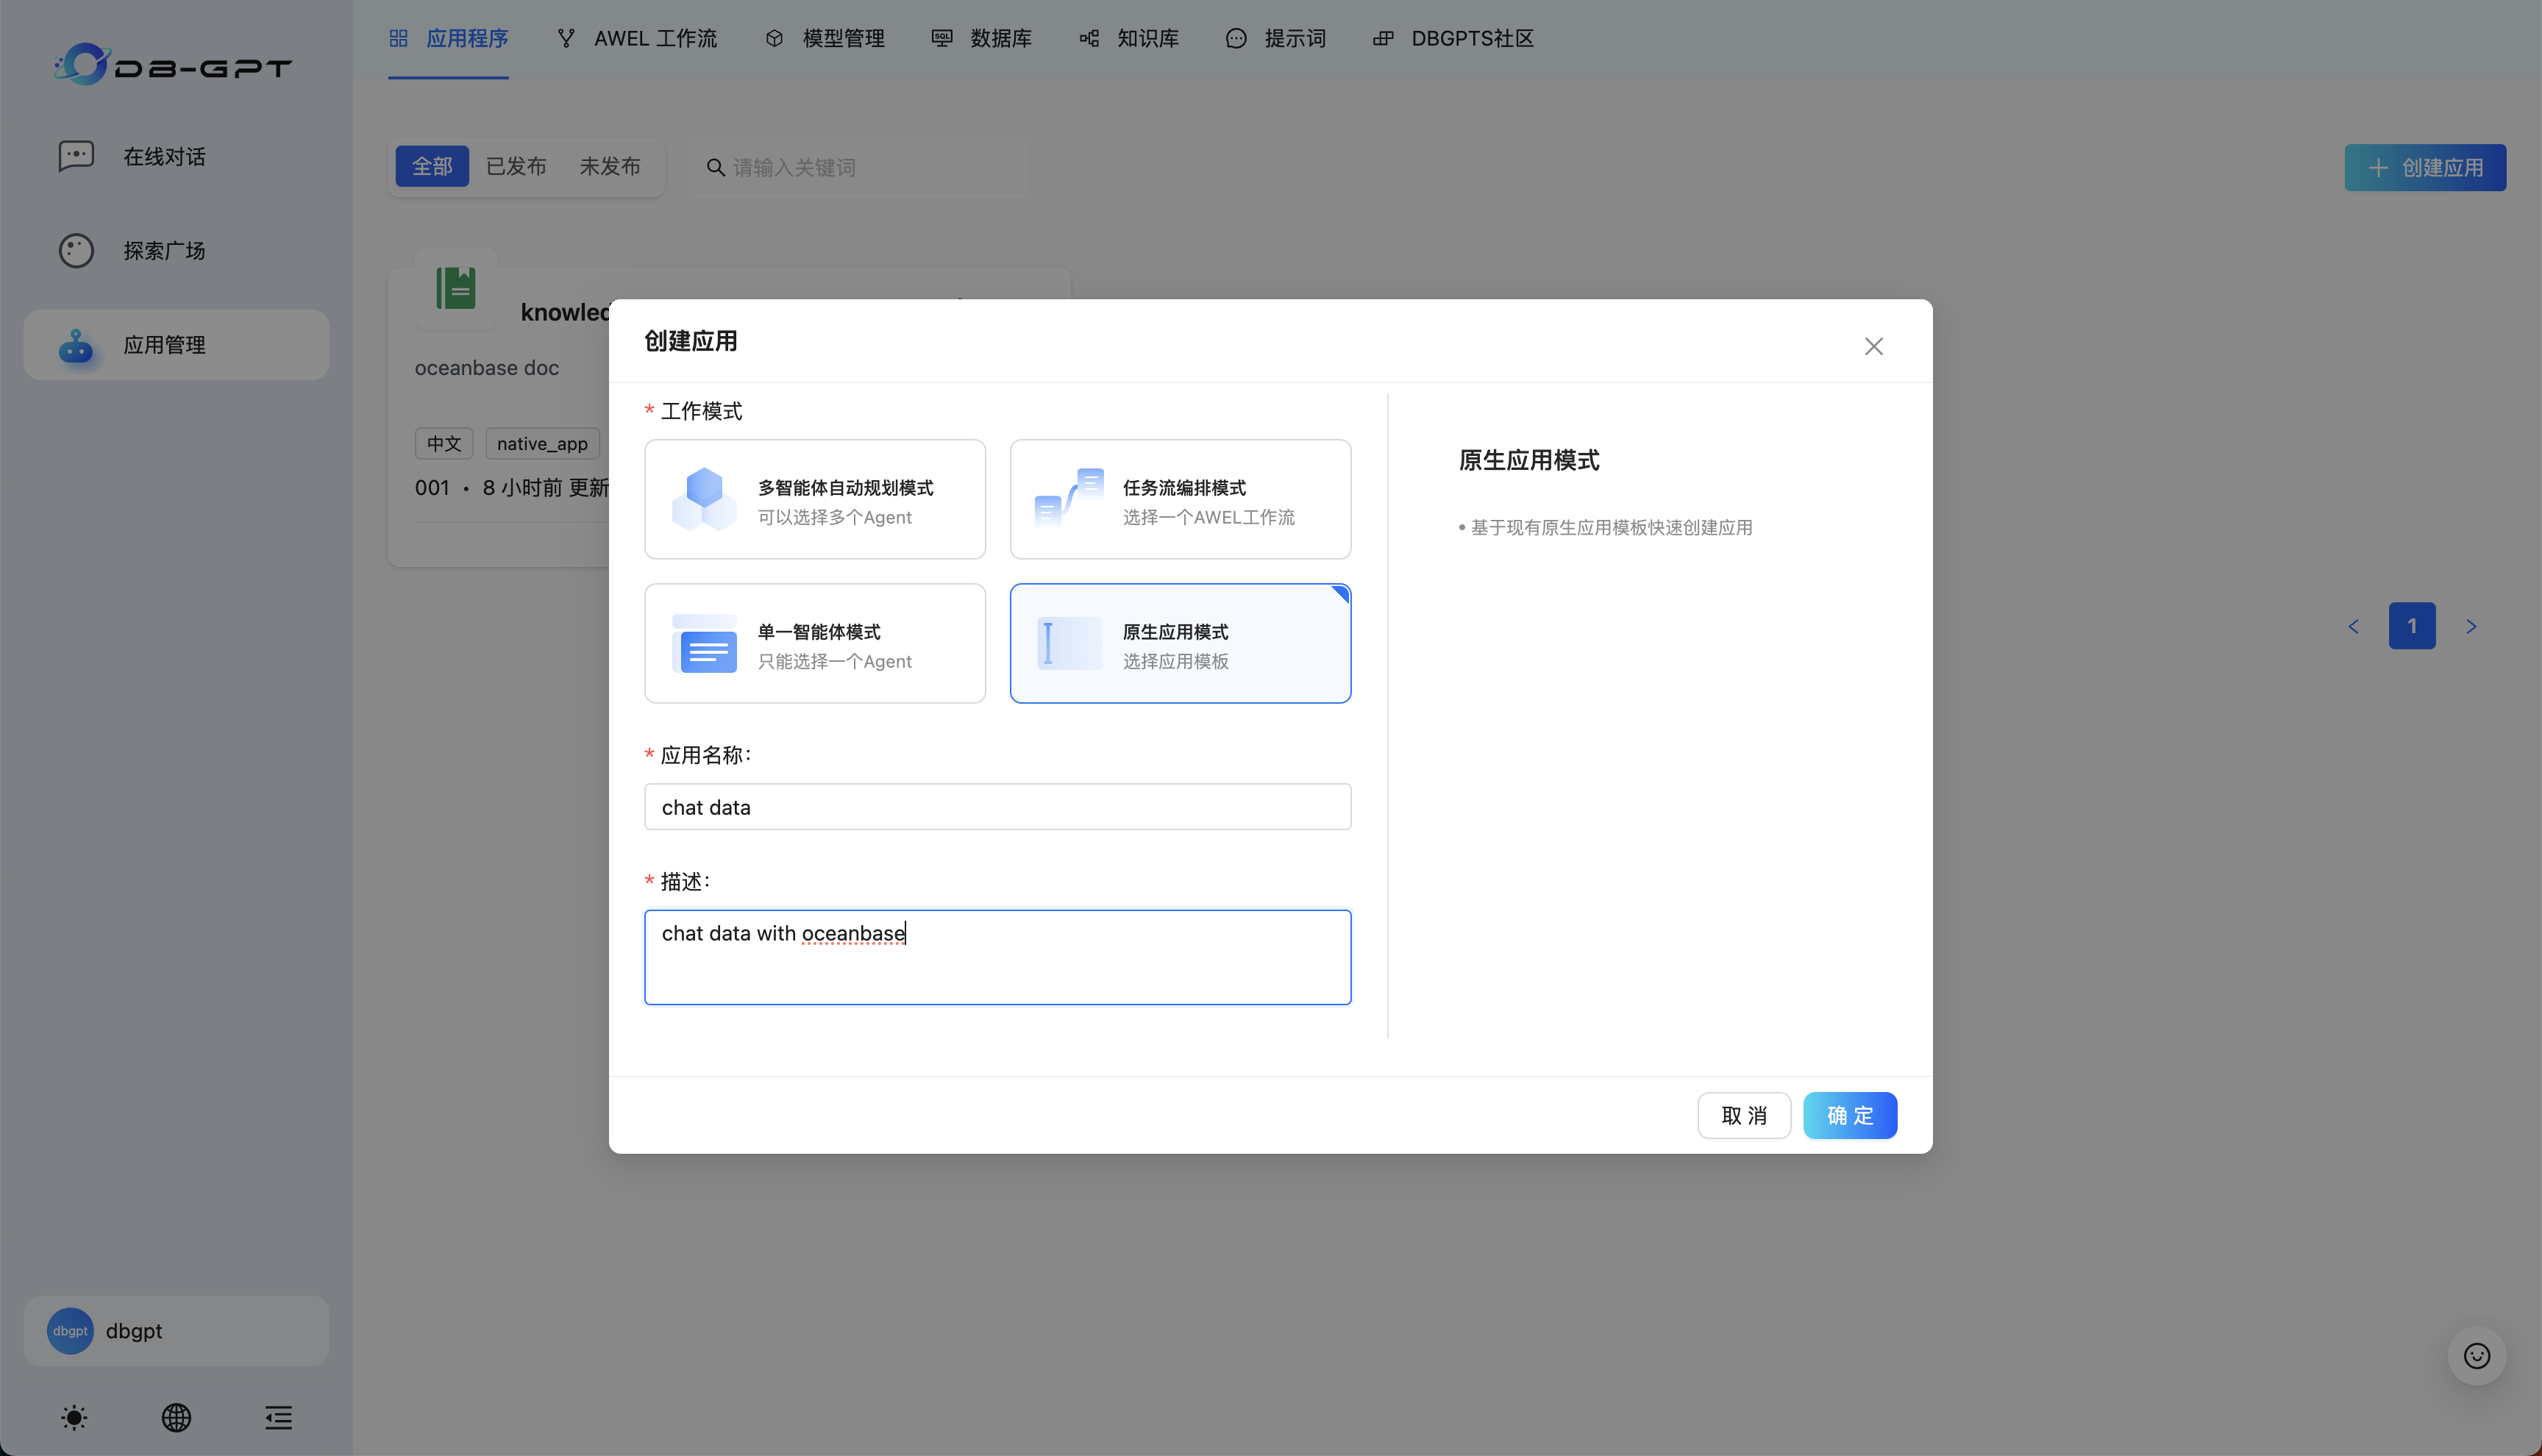 DB-GPT
应用程序
AWEL 工作流
模型管理
数据库
知识库
提示词
DBGPTS社区
在线对话
探索广场
应用管理
全部
已发布
未发布
请输入关键词
创建应用
oceanbase doc
中文
native_app
001 • 8 小时前 更新
创建应用
* 工作模式
多智能体自动规划模式
可以选择多个Agent
任务流编排模式
选择一个AWEL工作流
单一智能体模式
只能选择一个Agent
原生应用模式
选择应用模板
* 应用名称:
chat data
* 描述:
chat data with oceanbase
原生应用模式
• 基于现有原生应用模板快速创建应用
取 消
确 定
1
dbgpt
dbgpt